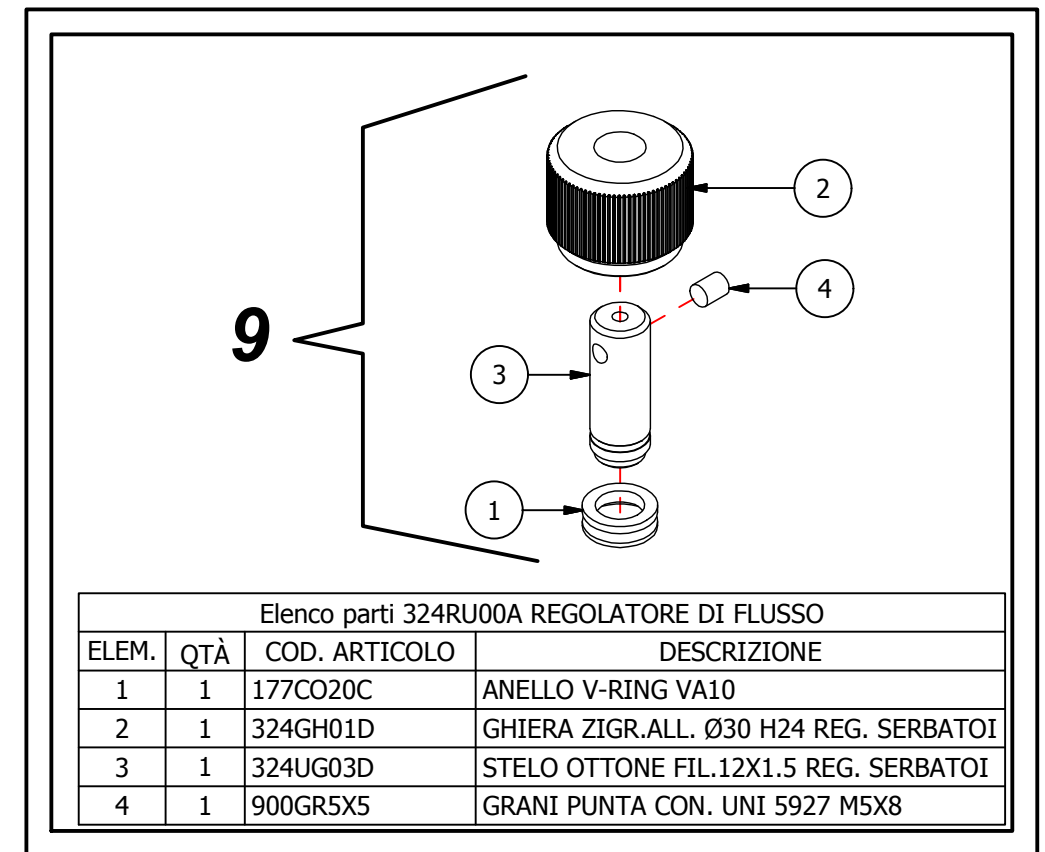 2
4
9
3
1
Elenco parti 324RU00A REGOLATORE DI FLUSSO
ELEM. QTÀ COD. ARTICOLO DESCRIZIONE
1 1 177CO20C ANELLO V-RING VA10
2 1 324GH01D GHIERA ZIGR.ALL. Ø30 H24 REG. SERBATOI
3 1 324UG03D STELO OTTONE FIL.12X1.5 REG. SERBATOI
4 1 900GR5X5 GRANI PUNTA CON. UNI 5927 M5X8